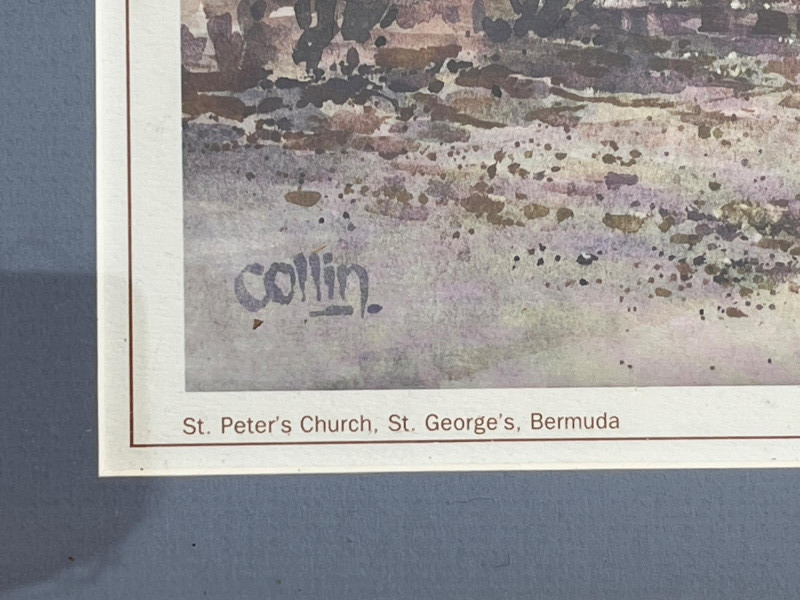 collin.
St. Peter's Church, St. George's, Bermuda